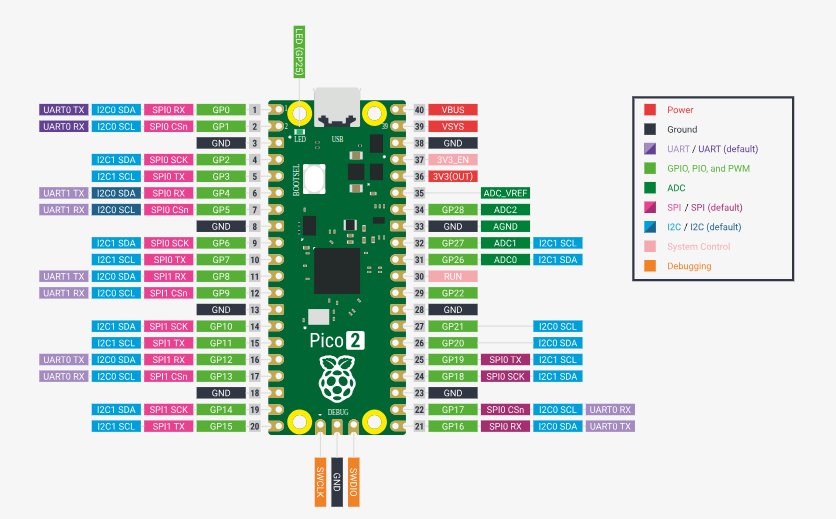 LED (GP25)
UART0 TX I2C0 SDA SPI0 RX GP0 1
UART0 RX I2C0 SCL SPI0 CSn GP1 2
GND 3
I2C1 SDA SPI0 SCK GP2 4
I2C1 SCL SPI0 TX GP3 5
UART1 TX I2C0 SDA SPI0 RX GP4 6
UART1 RX I2C0 SCL SPI0 CSn GP5 7
GND 8
I2C1 SDA SPI0 SCK GP6 9
I2C1 SCL SPI0 TX GP7 10
UART1 TX I2C0 SDA SPI1 RX GP8 11
UART1 RX I2C0 SCL SPI1 CSn GP9 12
GND 13
I2C1 SDA SPI1 SCK GP10 14
I2C1 SCL SPI1 TX GP11 15
UART0 TX I2C0 SDA SPI1 RX GP12 16
UART0 RX I2C0 SCL SPI1 CSn GP13 17
GND 18
I2C1 SDA SPI1 SCK GP14 19
I2C1 SCL SPI1 TX GP15 20
1
2
39
LED
USB
BOOTSEL
Pico 2
DEBUG
SWCLK
GND
SWDIO
40 VBUS
39 VSYS
38 GND
37 3V3_EN
36 3V3(OUT)
35 ADC_VREF
34 GP28 ADC2
33 GND AGND
32 GP27 ADC1 I2C1 SCL
31 GP26 ADC0 I2C1 SDA
30 RUN
29 GP22
28 GND
27 GP21 I2C0 SCL
26 GP20 I2C0 SDA
25 GP19 SPI0 TX I2C1 SCL
24 GP18 SPI0 SCK I2C1 SDA
23 GND
22 GP17 SPI0 CSn I2C0 SCL UART0 RX
21 GP16 SPI0 RX I2C0 SDA UART0 TX
Power
Ground
UART / UART (default)
GPIO, PIO, and PWM
ADC
SPI / SPI (default)
I2C / I2C (default)
System Control
Debugging